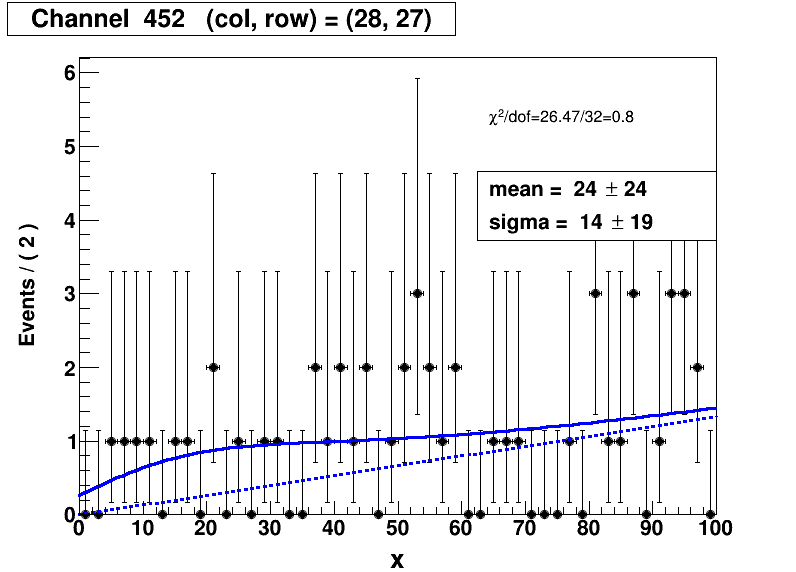 Channel 452 (col, row) = (28, 27)
χ²/dof=26.47/32=0.8
mean = 24 ± 24
sigma = 14 ± 19
Events / ( 2 )
6
5
4
3
2
1
0
0 10 20 30 40 50 60 70 80 90 100
x